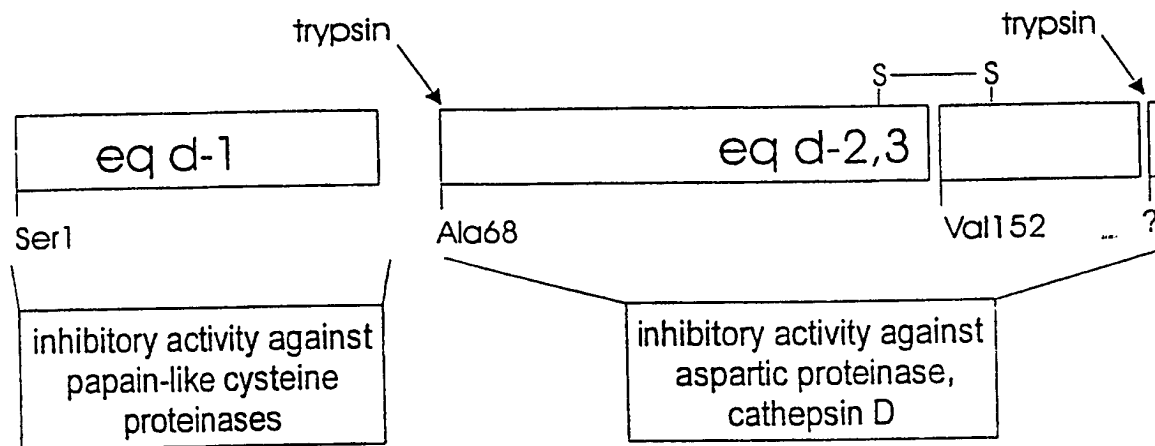 trypsin
trypsin
S S
eq d-1
eq d-2,3
Ser1
Ala68
Val152 ... ?
inhibitory activity against
papain-like cysteine
proteinases
inhibitory activity against
aspartic proteinase,
cathepsin D